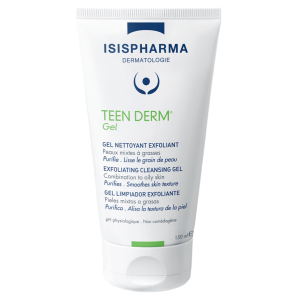 ISISPHARMA
DERMATOLOGIE
TEEN DERM®
Gel
GEL NETTOYANT EXFOLIANT
Peaux mixtes à grasses
Purifie . Lisse le grain de peau
EXFOLIATING CLEANSING GEL
Combination to oily skin
Purifies . Smoothes skin texture
GEL LIMPIADOR EXFOLIANTE
Pieles mixtas a grasas
Purifica . Alisa la textura de la piel
pH physiologique . Non comédogène
150 ml